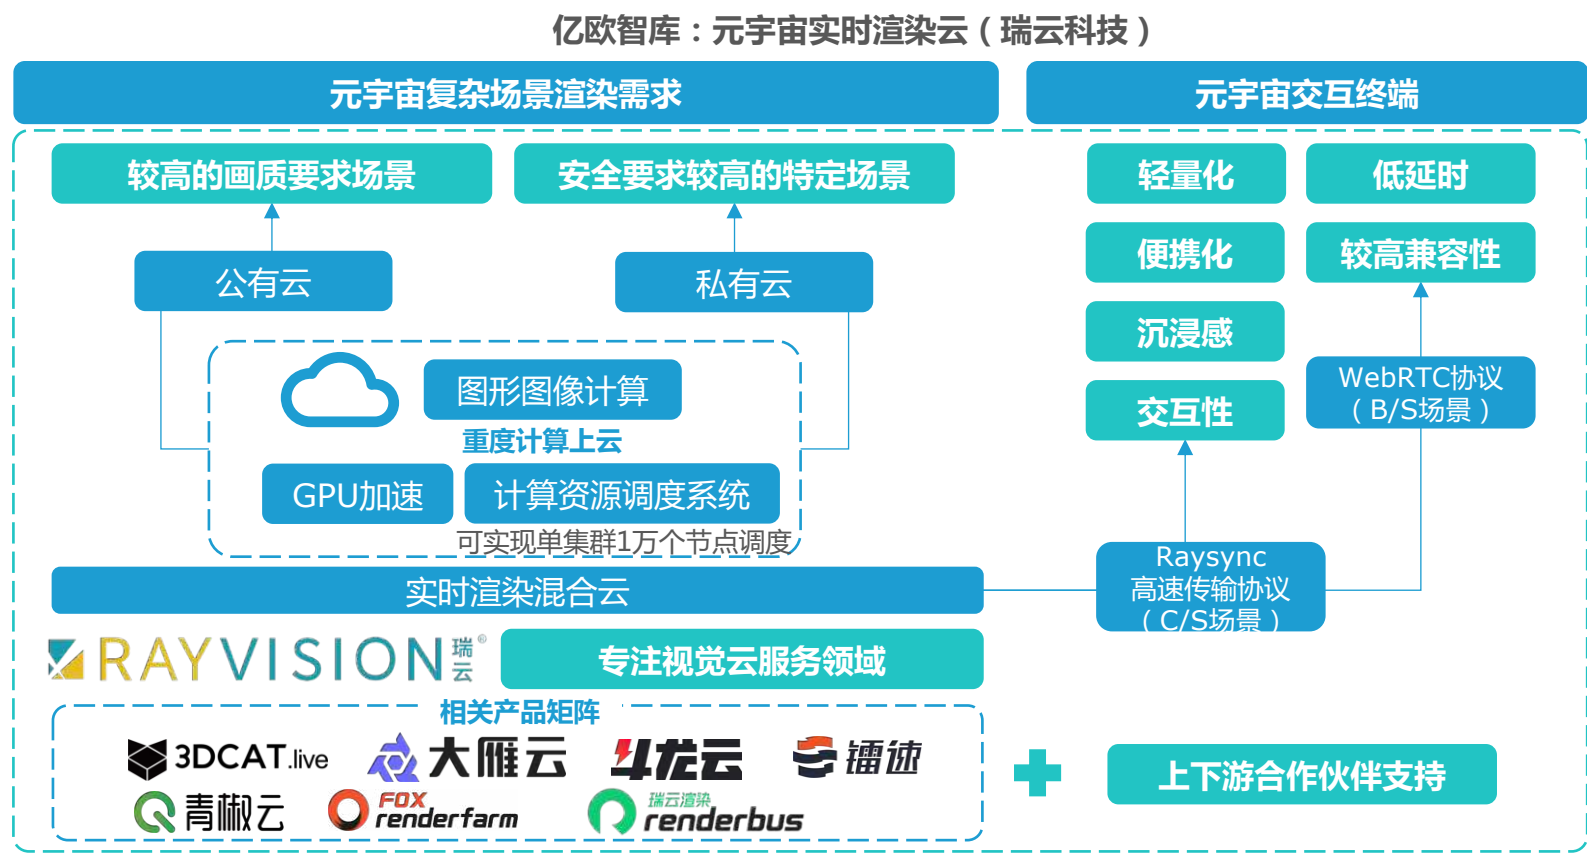 亿欧智库：元宇宙实时渲染云（瑞云科技）
元宇宙复杂场景渲染需求
元宇宙交互终端
较高的画质要求场景
安全要求较高的特定场景
轻量化
低延时
公有云
私有云
便携化
较高兼容性
沉浸感
图形图像计算
WebRTC协议
（B/S场景）
交互性
重度计算上云
GPU加速
计算资源调度系统
可实现单集群1万个节点调度
Raysync
高速传输协议
（C/S场景）
实时渲染混合云
RAYVISION瑞云®
专注视觉云服务领域
相关产品矩阵
3DCAT.live
大雁云
斗龙云
镭速
上下游合作伙伴支持
青椒云
FOX
renderfarm
瑞云渲染
renderbus